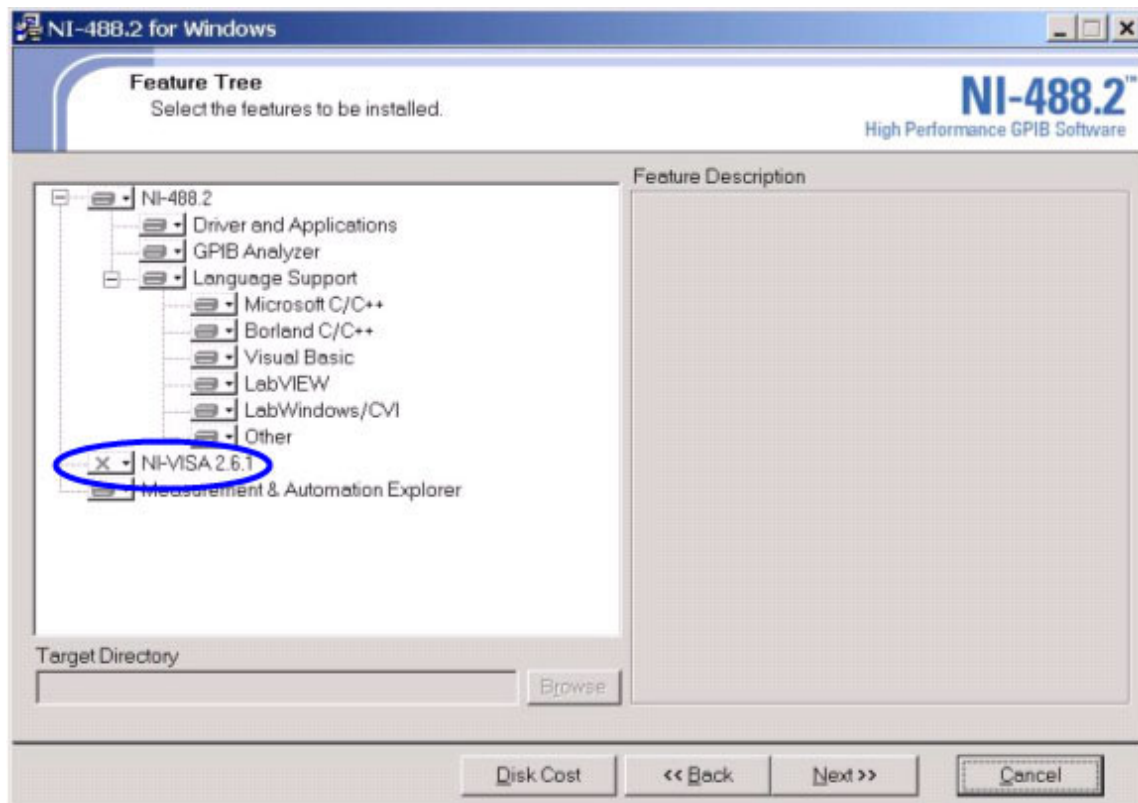 NI-488.2 for Windows
Feature Tree
Select the features to be installed.
NI-488.2™
High Performance GPIB Software
Feature Description
NI-488.2
Driver and Applications
GPIB Analyzer
Language Support
Microsoft C/C++
Borland C/C++
Visual Basic
LabVIEW
LabWindows/CVI
Other
NI-VISA 2.6.1
Measurement & Automation Explorer
Target Directory
Browse
Disk Cost
<< Back
Next >>
Cancel